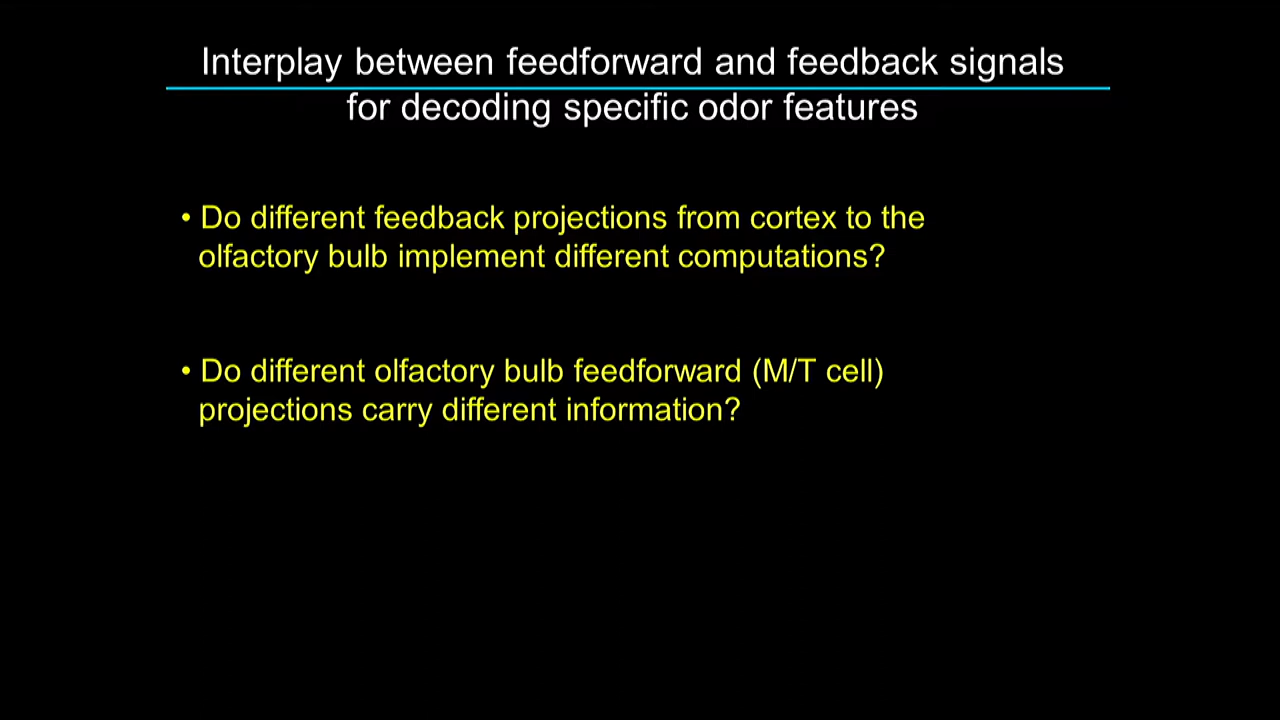 Interplay between feedforward and feedback signals
for decoding specific odor features
• Do different feedback projections from cortex to the
olfactory bulb implement different computations?
• Do different olfactory bulb feedforward (M/T cell)
projections carry different information?